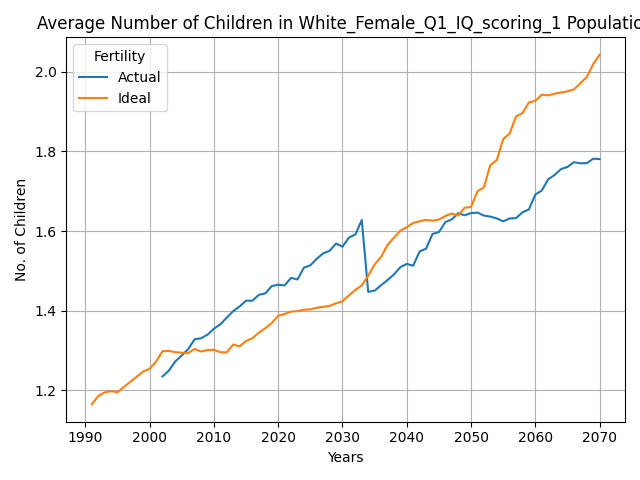 Average Number of Children in White_Female_Q1_IQ_scoring_1 Populatio
Fertility
Actual
Ideal
No. of Children
2.0
1.8
1.6
1.4
1.2
1990 2000 2010 2020 2030 2040 2050 2060 2070
Years